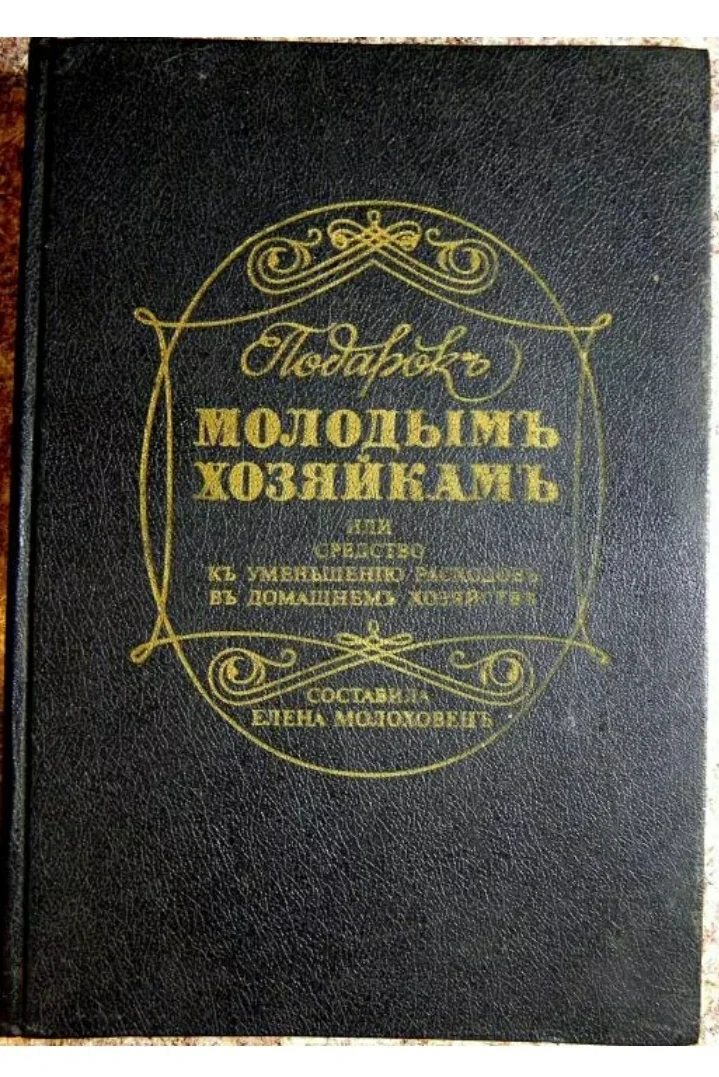 Подарокъ
МОЛОДЫМЪ
ХОЗЯЙКАМЪ
ИЛИ
СРЕДСТВО
КЪ УМЕНЬШЕНІЮ РАСХОДОВЪ
ВЪ ДОМАШНЕМЪ ХОЗЯЙСТВѢ
СОСТАВИЛА
ЕЛЕНА МОЛОХОВЕЦЪ